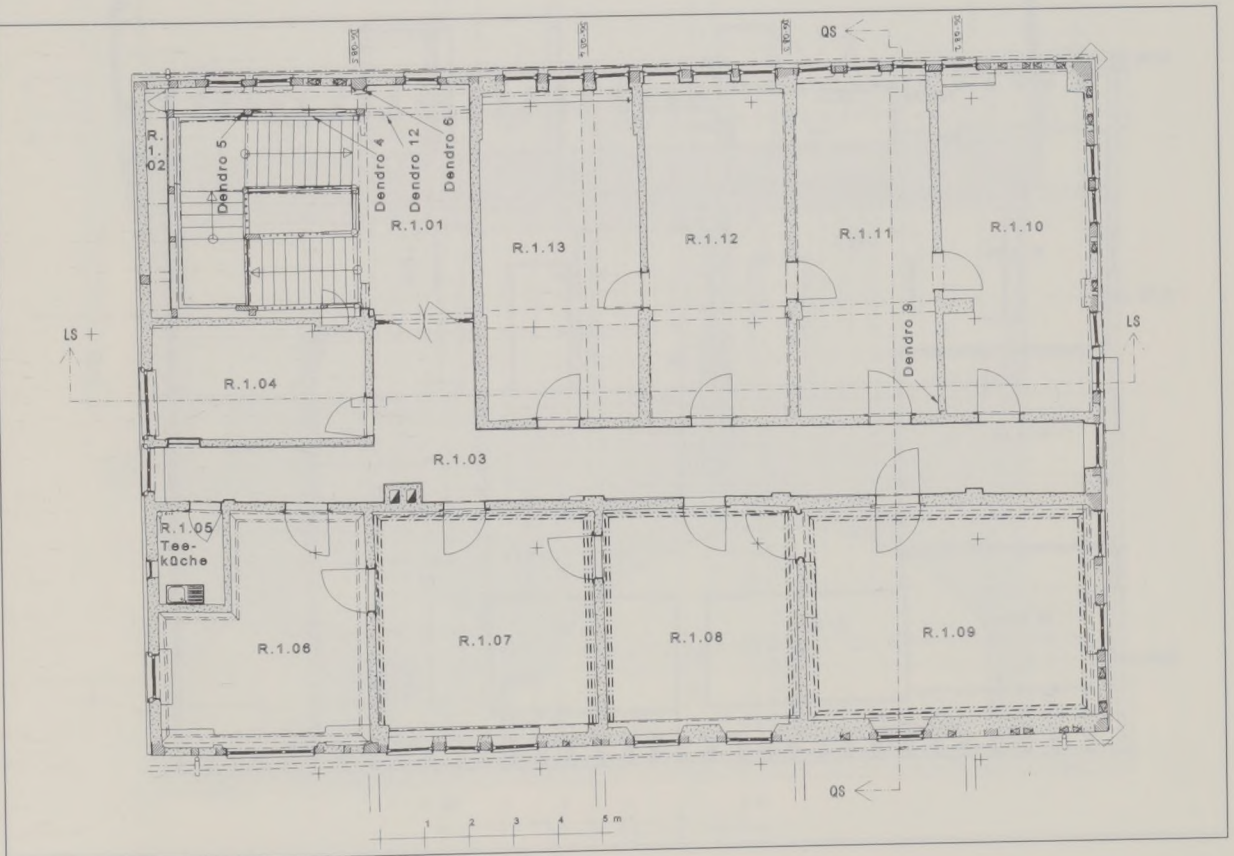 QS
R.
1.
02
Dendro 5
Dendro 4
Dendro 12
Dendro 6
R.1.01
R.1.13
R.1.12
R.1.11
R.1.10
LS
LS
Dendro 9
R.1.04
R.1.03
R.1.05
Tee-
küche
R.1.06
R.1.07
R.1.08
R.1.09
QS
1 2 3 4 5 m